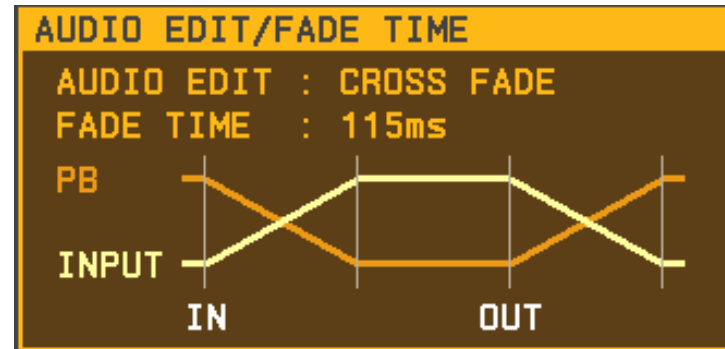 AUDIO EDIT/FADE TIME
AUDIO EDIT : CROSS FADE
FADE TIME : 115ms
PB
INPUT
IN OUT